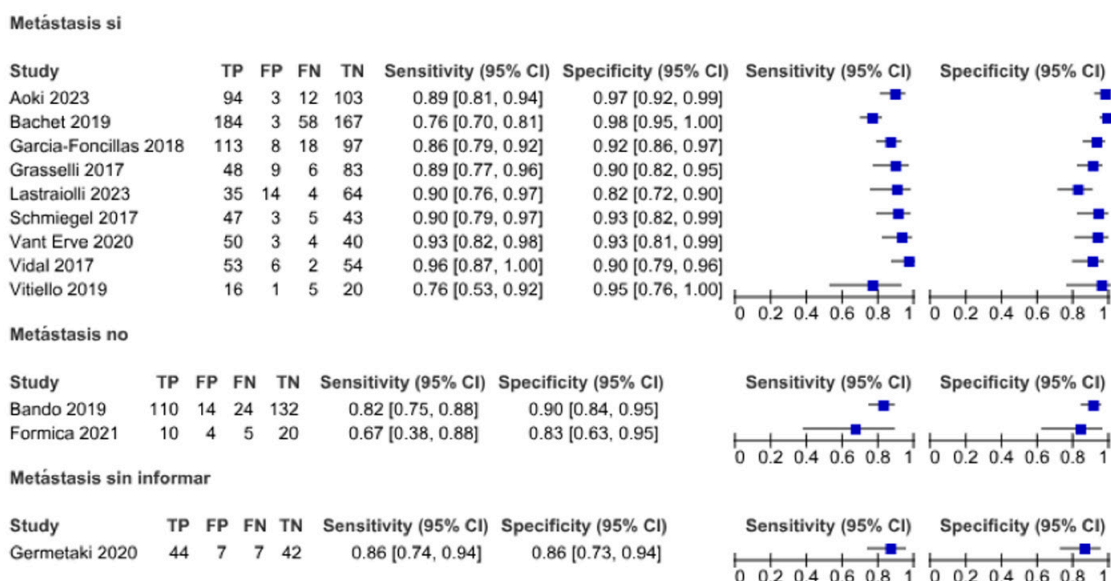 Metástasis si
Study TP FP FN TN Sensitivity (95% CI) Specificity (95% CI) Sensitivity (95% CI) Specificity (95% CI)
Aoki 2023 94 3 12 103 0.89 [0.81, 0.94] 0.97 [0.92, 0.99]
Bachet 2019 184 3 58 167 0.76 [0.70, 0.81] 0.98 [0.95, 1.00]
Garcia-Foncillas 2018 113 8 18 97 0.86 [0.79, 0.92] 0.92 [0.86, 0.97]
Grasselli 2017 48 9 6 83 0.89 [0.77, 0.96] 0.90 [0.82, 0.95]
Lastraiolli 2023 35 14 4 64 0.90 [0.76, 0.97] 0.82 [0.72, 0.90]
Schmiegel 2017 47 3 5 43 0.90 [0.79, 0.97] 0.93 [0.82, 0.99]
Vant Erve 2020 50 3 4 40 0.93 [0.82, 0.98] 0.93 [0.81, 0.99]
Vidal 2017 53 6 2 54 0.96 [0.87, 1.00] 0.90 [0.79, 0.96]
Vitiello 2019 16 1 5 20 0.76 [0.53, 0.92] 0.95 [0.76, 1.00]
0 0.2 0.4 0.6 0.8 1 0 0.2 0.4 0.6 0.8 1
Metástasis no
Study TP FP FN TN Sensitivity (95% CI) Specificity (95% CI) Sensitivity (95% CI) Specificity (95% CI)
Bando 2019 110 14 24 132 0.82 [0.75, 0.88] 0.90 [0.84, 0.95]
Formica 2021 10 4 5 20 0.67 [0.38, 0.88] 0.83 [0.63, 0.95]
0 0.2 0.4 0.6 0.8 1 0 0.2 0.4 0.6 0.8 1
Metástasis sin informar
Study TP FP FN TN Sensitivity (95% CI) Specificity (95% CI) Sensitivity (95% CI) Specificity (95% CI)
Germetaki 2020 44 7 7 42 0.86 [0.74, 0.94] 0.86 [0.73, 0.94]
0 0.2 0.4 0.6 0.8 1 0 0.2 0.4 0.6 0.8 1